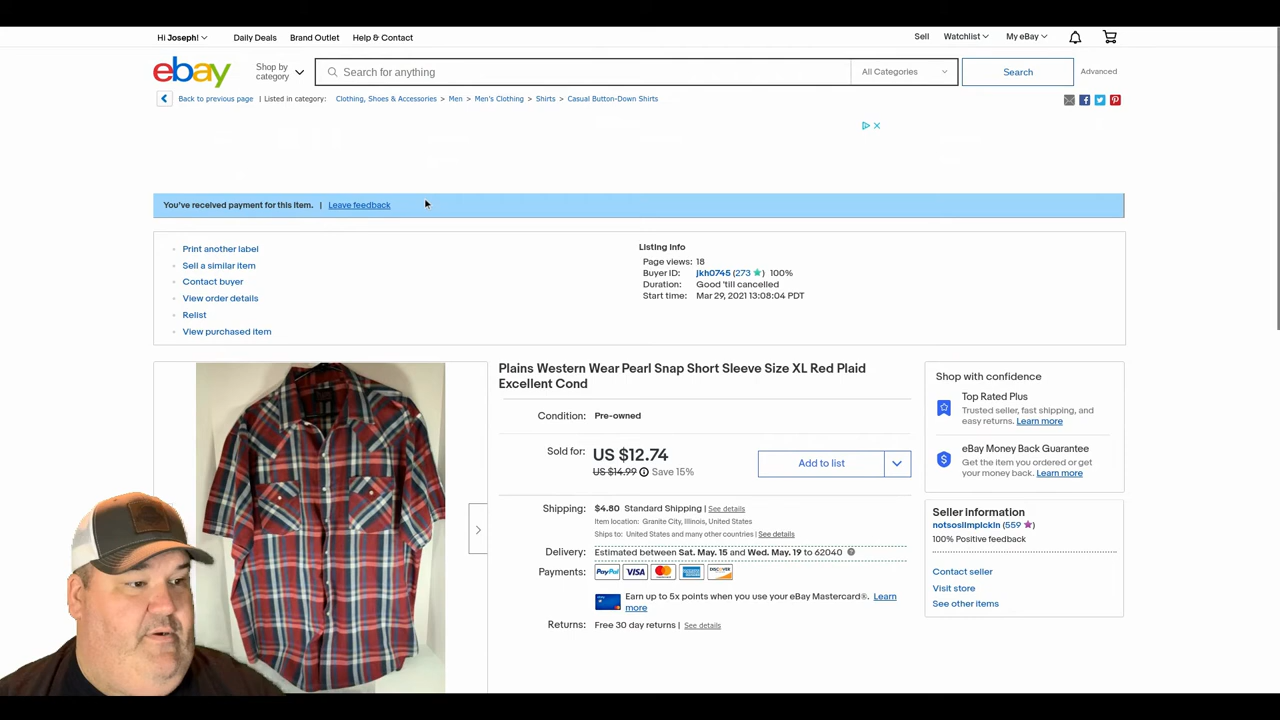 Hi Joseph!
Daily Deals
Brand Outlet
Help & Contact
Sell
Watchlist
My eBay
ebay
Shop by category
Search for anything
All Categories
Search
Advanced
Back to previous page | Listed in category: Clothing, Shoes & Accessories > Men > Men's Clothing > Shirts > Casual Button-Down Shirts
You've received payment for this item. | Leave feedback
Print another label
Sell a similar item
Contact buyer
View order details
Relist
View purchased item
Listing info
Page views: 18
Buyer ID: jkh0745 (273 ) 100%
Duration: Good 'till cancelled
Start time: Mar 29, 2021 13:08:04 PDT
Plains Western Wear Pearl Snap Short Sleeve Size XL Red Plaid
Excellent Cond
Condition: Pre-owned
Sold for: US $12.74
US $14.99 Save 15%
Add to list
Shipping: $4.80 Standard Shipping | See details
Item location: Granite City, Illinois, United States
Ships to: United States and many other countries | See details
Delivery: Estimated between Sat. May. 15 and Wed. May. 19 to 62040
Payments: PayPal VISA
Earn up to 5x points when you use your eBay Mastercard®. Learn
more
Returns: Free 30 day returns | See details
Shop with confidence
Top Rated Plus
Trusted seller, fast shipping, and
easy returns. Learn more
eBay Money Back Guarantee
Get the item you ordered or get
your money back. Learn more
Seller information
notsoslimpickin (559 )
100% Positive feedback
Contact seller
Visit store
See other items